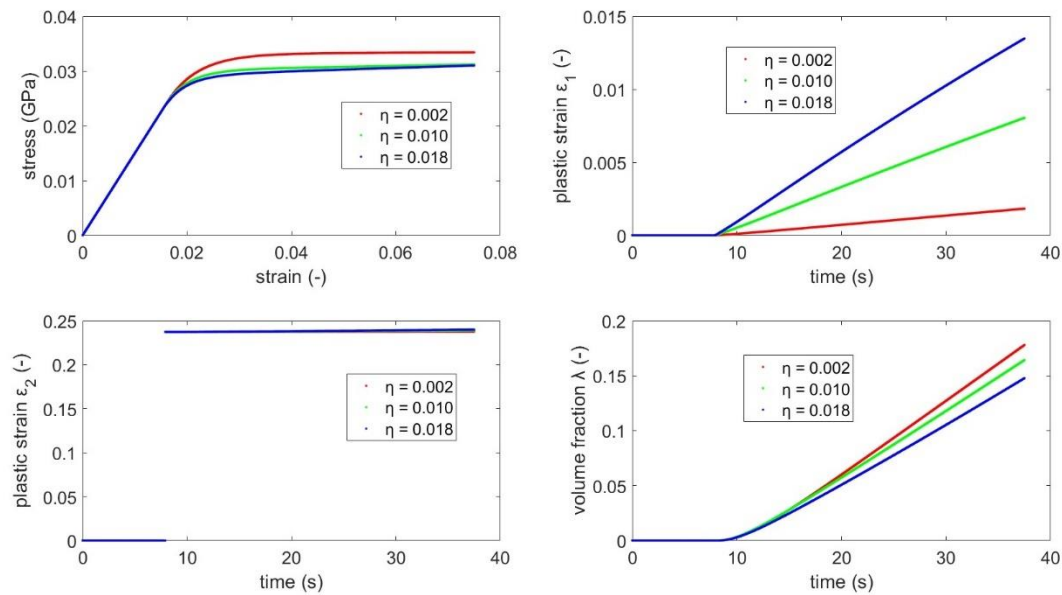 0.04
0.03
0.02
0.01
0
stress (GPa)
η = 0.002
η = 0.010
η = 0.018
0 0.02 0.04 0.06 0.08
strain (-)
0.015
0.01
0.005
0
plastic strain ε₁ (-)
η = 0.002
η = 0.010
η = 0.018
0 10 20 30 40
time (s)
0.25
0.2
0.15
0.1
0.05
0
plastic strain ε₂ (-)
η = 0.002
η = 0.010
η = 0.018
0 10 20 30 40
time (s)
0.2
0.15
0.1
0.05
0
volume fraction λ (-)
η = 0.002
η = 0.010
η = 0.018
0 10 20 30 40
time (s)